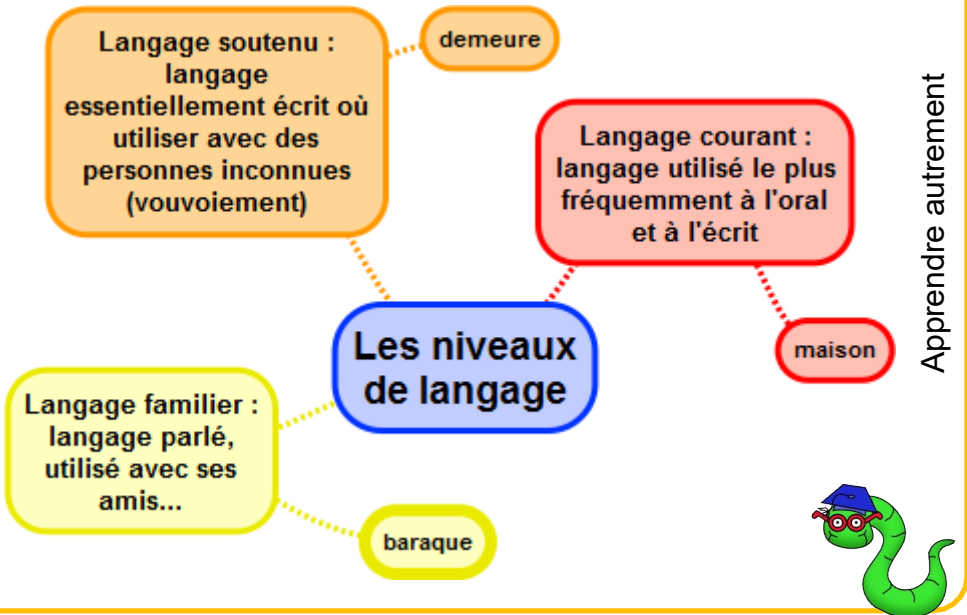 Langage soutenu :
langage
essentiellement écrit où
utiliser avec des
personnes inconnues
(vouvoiement)
demeure
Langage courant :
langage utilisé le plus
fréquemment à l'oral
et à l'écrit
maison
Les niveaux
de langage
Langage familier :
langage parlé,
utilisé avec ses
amis...
baraque
Apprendre autrement